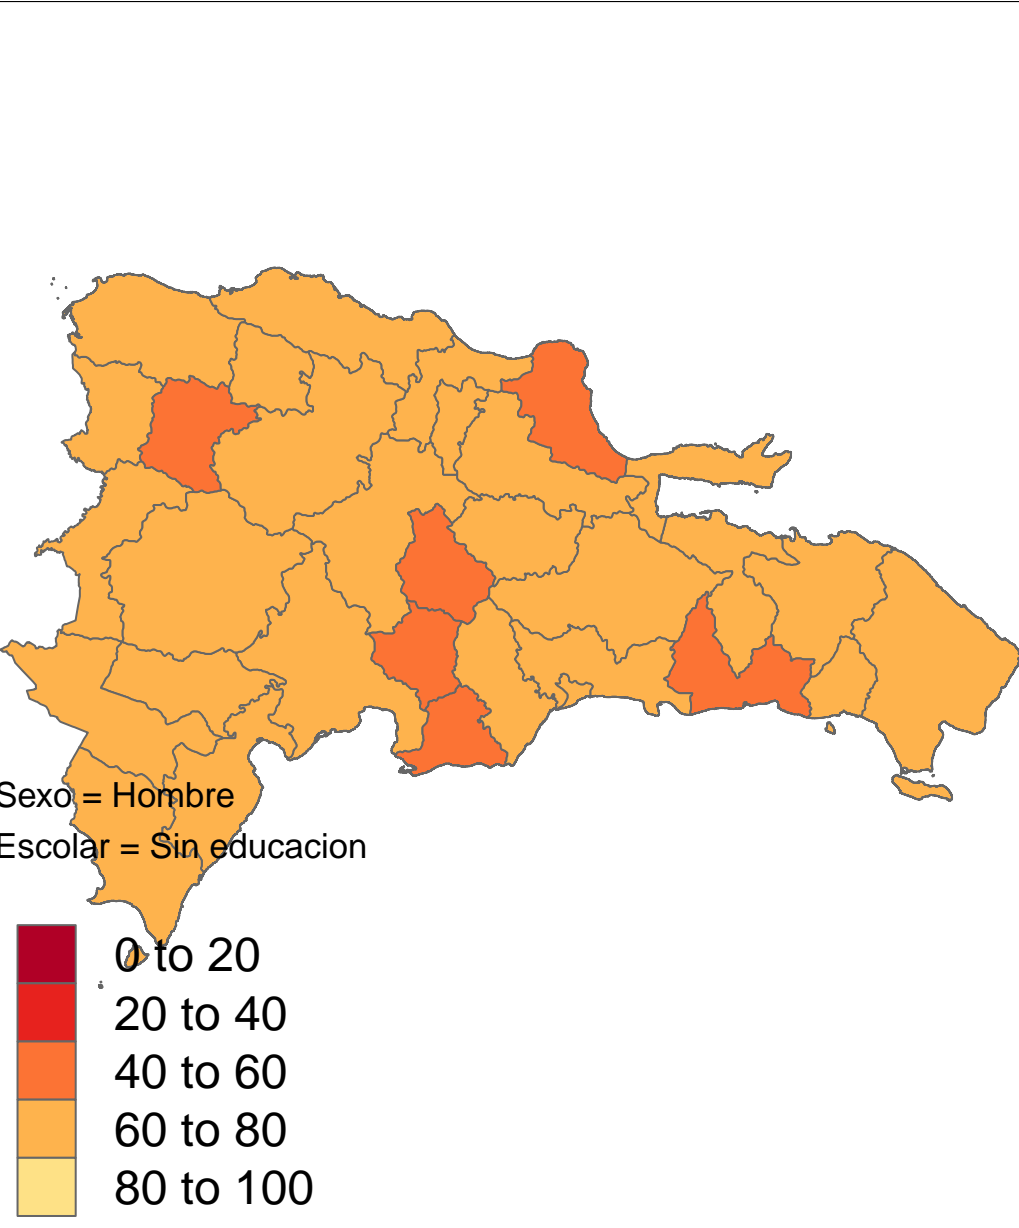 Sexo = Hombre
Escolar = Sin educacion
0 to 20
20 to 40
40 to 60
60 to 80
80 to 100